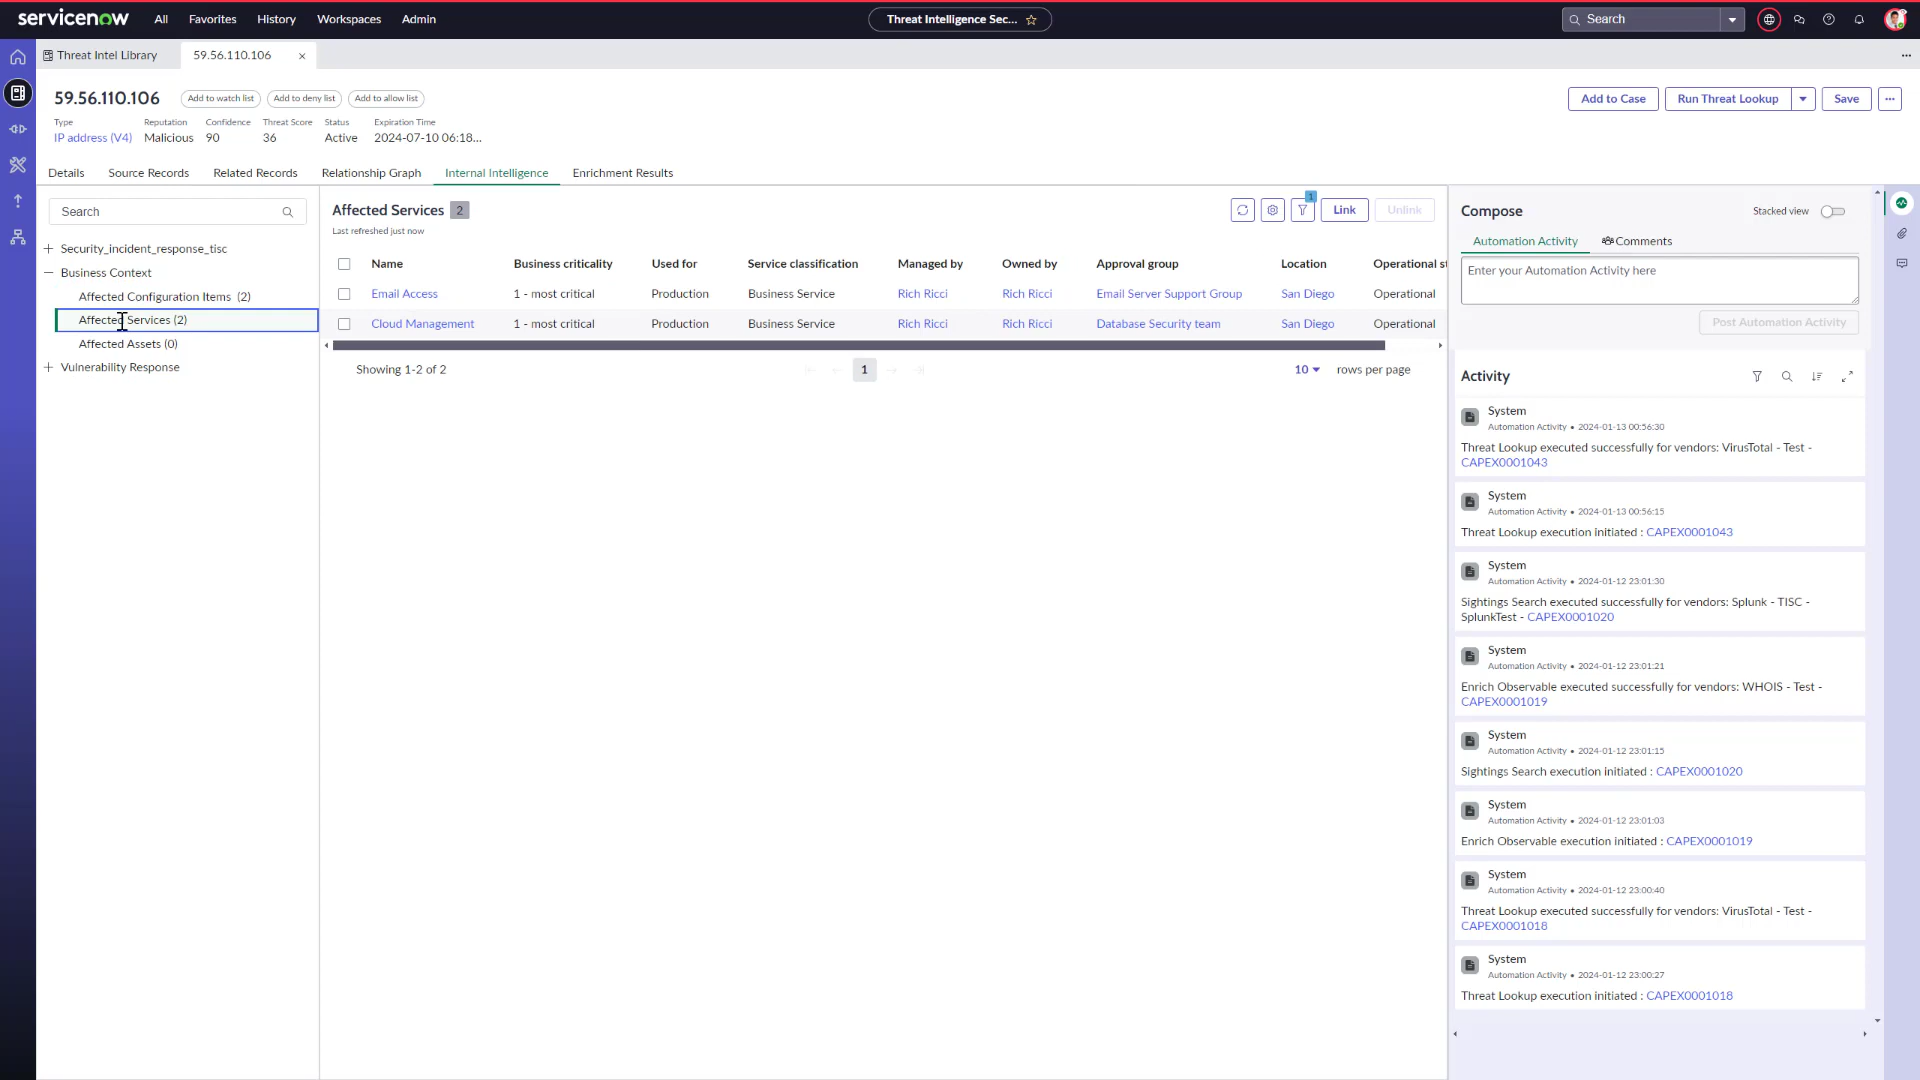 servicenow
All
Favorites
History
Workspaces
Admin
Threat Intelligence Sec...
Search
Threat Intel Library
59.56.110.106
59.56.110.106
Add to watch list
Add to deny list
Add to allow list
Add to Case
Run Threat Lookup
Save
Type
Reputation
Confidence
Threat Score
Status
Expiration Time
IP address (V4)
Malicious
90
36
Active
2024-07-10 06:18...
Details
Source Records
Related Records
Relationship Graph
Internal Intelligence
Enrichment Results
Search
Security_incident_response_tisc
Business Context
Affected Configuration Items (2)
Affected Services (2)
Affected Assets (0)
Vulnerability Response
Affected Services 2
Last refreshed just now
1
Link
Unlink
Name
Business criticality
Used for
Service classification
Managed by
Owned by
Approval group
Location
Operational st
Email Access
1 - most critical
Production
Business Service
Rich Ricci
Rich Ricci
Email Server Support Group
San Diego
Operational
Cloud Management
1 - most critical
Production
Business Service
Rich Ricci
Rich Ricci
Database Security team
San Diego
Operational
Showing 1-2 of 2
1
10
rows per page
Compose
Stacked view
Automation Activity
Comments
Enter your Automation Activity here
Post Automation Activity
Activity
System
Automation Activity • 2024-01-13 00:56:30
Threat Lookup executed successfully for vendors: VirusTotal - Test -
CAPEX0001043
System
Automation Activity • 2024-01-13 00:56:15
Threat Lookup execution initiated : CAPEX0001043
System
Automation Activity • 2024-01-12 23:01:30
Sightings Search executed successfully for vendors: Splunk - TISC -
SplunkTest - CAPEX0001020
System
Automation Activity • 2024-01-12 23:01:21
Enrich Observable executed successfully for vendors: WHOIS - Test -
CAPEX0001019
System
Automation Activity • 2024-01-12 23:01:15
Sightings Search execution initiated : CAPEX0001020
System
Automation Activity • 2024-01-12 23:01:03
Enrich Observable execution initiated : CAPEX0001019
System
Automation Activity • 2024-01-12 23:00:40
Threat Lookup executed successfully for vendors: VirusTotal - Test -
CAPEX0001018
System
Automation Activity • 2024-01-12 23:00:27
Threat Lookup execution initiated : CAPEX0001018